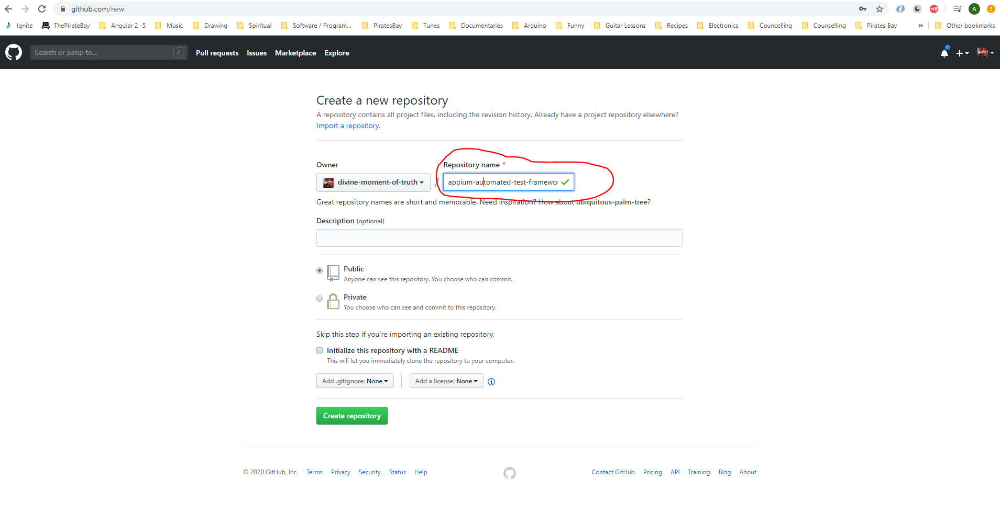 github.com/new
Ignite ThePirateBay Angular 2 -5 Music Drawing Spiritual Software / Program... PiratesBay Tunes Documentaries Arduino Funny Guitar Lessons Recipes Electronics Councelling Counselling Pirates Bay » Other bookmarks
Search or jump to... / Pull requests Issues Marketplace Explore
Create a new repository
A repository contains all project files, including the revision history. Already have a project repository elsewhere?
Import a repository.
Owner Repository name *
divine-moment-of-truth / appium-automated-test-framewo
Great repository names are short and memorable. Need inspiration? How about ubiquitous-palm-tree?
Description (optional)
Public
Anyone can see this repository. You choose who can commit.
Private
You choose who can see and commit to this repository.
Skip this step if you’re importing an existing repository.
Initialize this repository with a README
This will let you immediately clone the repository to your computer.
Add .gitignore: None Add a license: None
Create repository
© 2020 GitHub, Inc. Terms Privacy Security Status Help Contact GitHub Pricing API Training Blog About